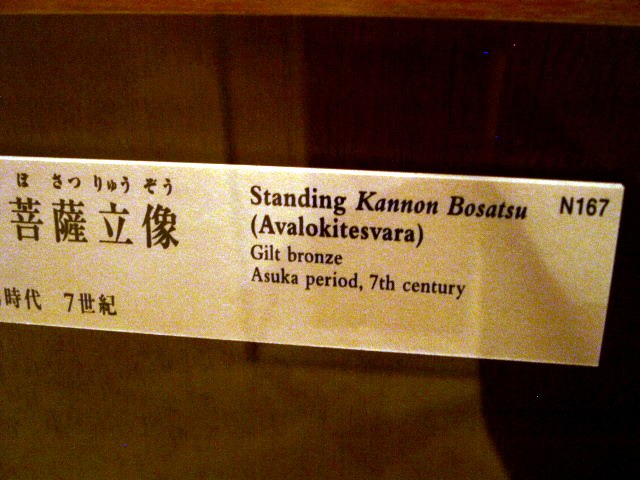 ぼ さつ りゅう ぞう
菩薩立像
時代 7世紀
Standing Kannon Bosatsu
(Avalokitesvara)
Gilt bronze
Asuka period, 7th century
N167